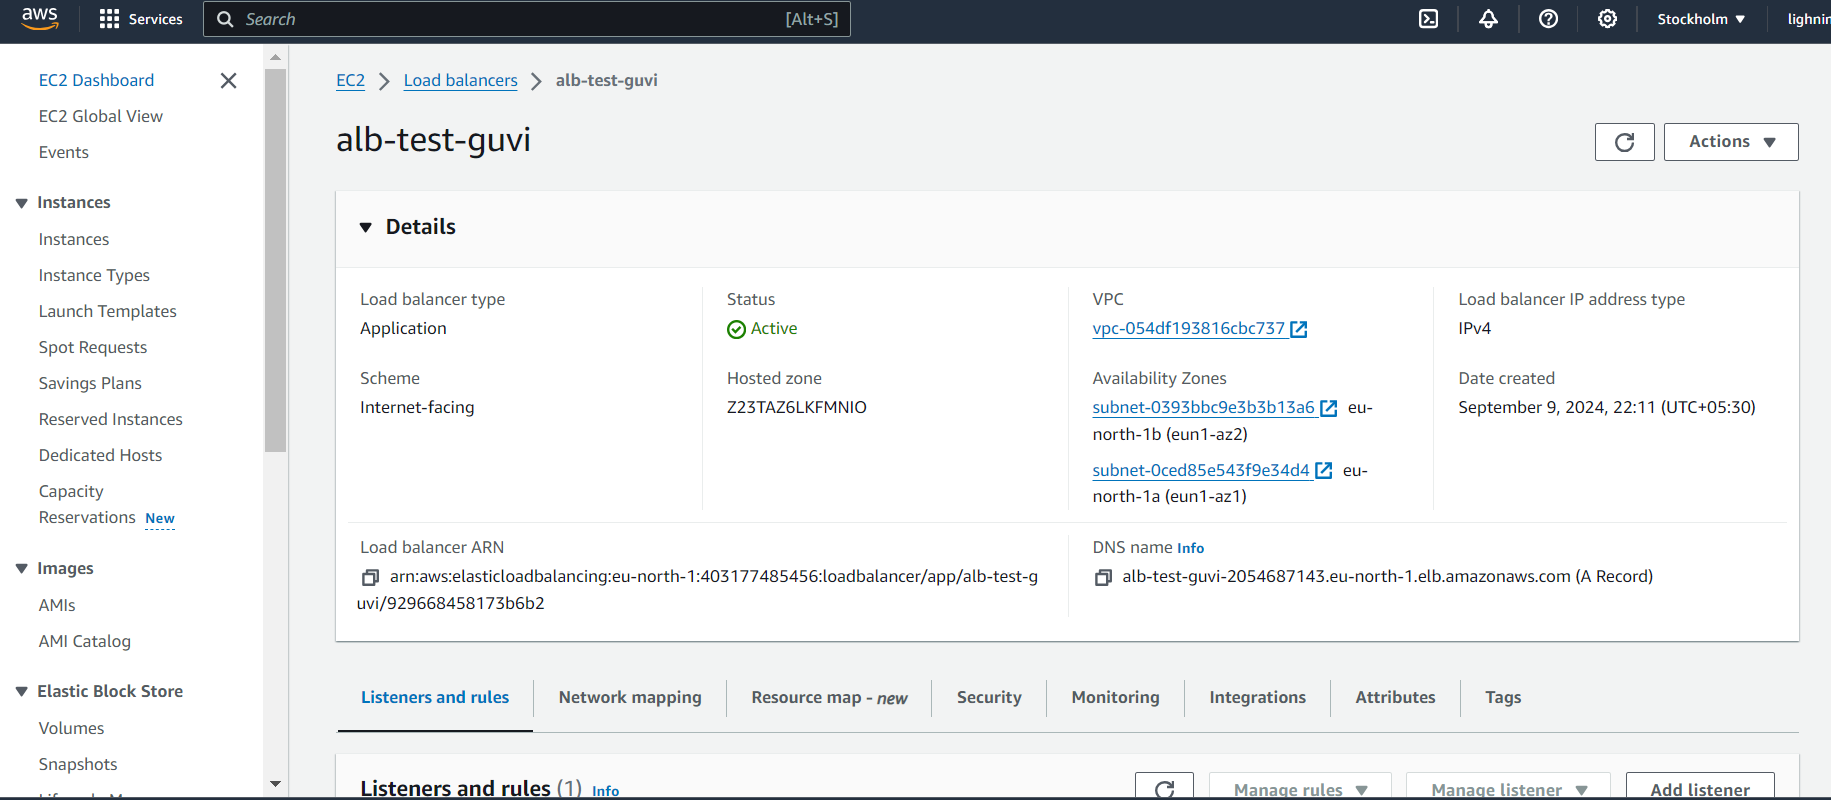 aws
Services
Search
[Alt+S]
Stockholm
EC2 Dashboard
EC2 Global View
Events
Instances
Instances
Instance Types
Launch Templates
Spot Requests
Savings Plans
Reserved Instances
Dedicated Hosts
Capacity
Reservations New
Images
AMIs
AMI Catalog
Elastic Block Store
Volumes
Snapshots
EC2
Load balancers
alb-test-guvi
alb-test-guvi
Actions
Details
Load balancer type
Application
Status
Active
VPC
vpc-054df193816cbc737
Load balancer IP address type
IPv4
Scheme
Internet-facing
Hosted zone
Z23TAZ6LKFMNIO
Availability Zones
subnet-0393bbc9e3b3b13a6 eu-
north-1b (eun1-az2)
subnet-0ced85e543f9e34d4 eu-
north-1a (eun1-az1)
Date created
September 9, 2024, 22:11 (UTC+05:30)
Load balancer ARN
arn:aws:elasticloadbalancing:eu-north-1:403177485456:loadbalancer/app/alb-test-g
uvi/929668458173b6b2
DNS name Info
alb-test-guvi-2054687143.eu-north-1.elb.amazonaws.com (A Record)
Listeners and rules
Network mapping
Resource map - new
Security
Monitoring
Integrations
Attributes
Tags
Listeners and rules (1) Info
Manage rules
Manage listener
Add listener